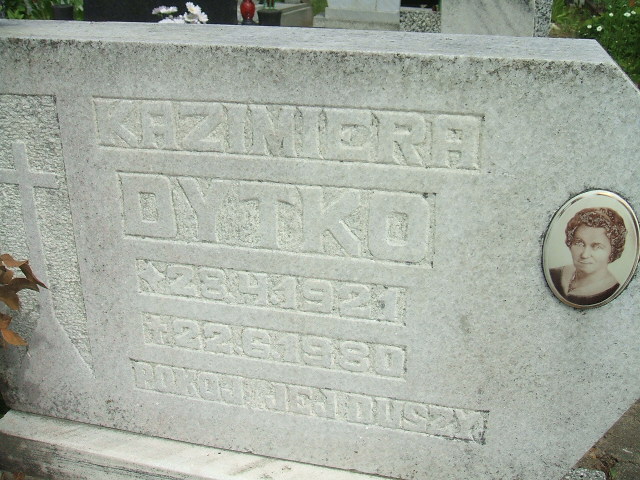 KAZIMIERA
DYTKO
* 28.4.1921
† 22.6.1980
POKÓJ JEJ DUSZY